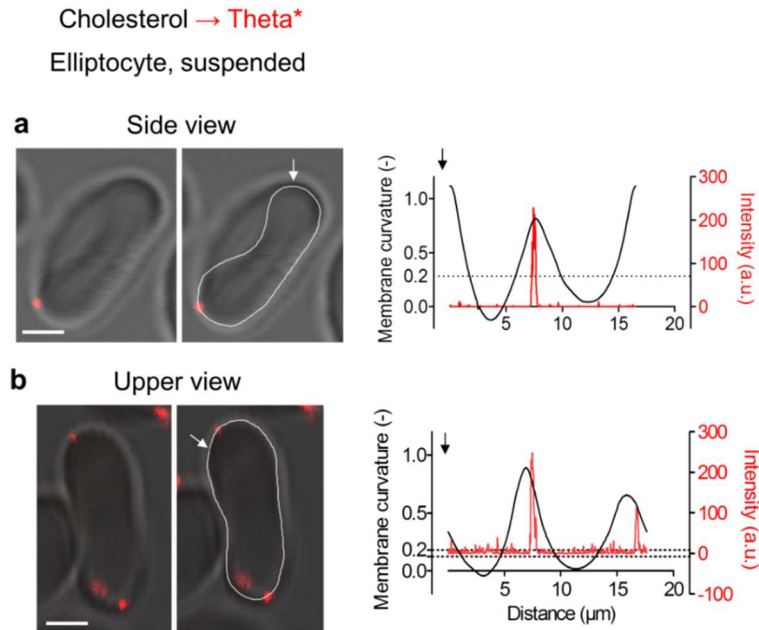 Cholesterol → Theta*
Elliptocyte, suspended
a
Side view
Membrane curvature (-)
1.0
0.5
0.2
0.0
5 10 15 20
300
200
100
0
Intensity (a.u.)
b
Upper view
Membrane curvature (-)
1.0
0.5
0.2
0.0
5 10 15 20
Distance (µm)
300
200
100
0
-100
Intensity (a.u.)